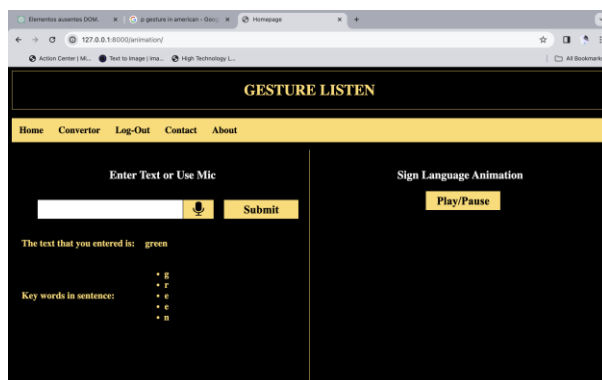 Elementos ausentes DOM.
p gesture in american - Goog
Homepage
127.0.0.1:8000/animation/
Action Center | Mi...
Text to Image | Ima...
High Technology L...
All Bookmark
GESTURE LISTEN
Home Convertor Log-Out Contact About
Enter Text or Use Mic
Submit
The text that you entered is: green
Key words in sentence:
• g
• r
• e
• e
• n
Sign Language Animation
Play/Pause